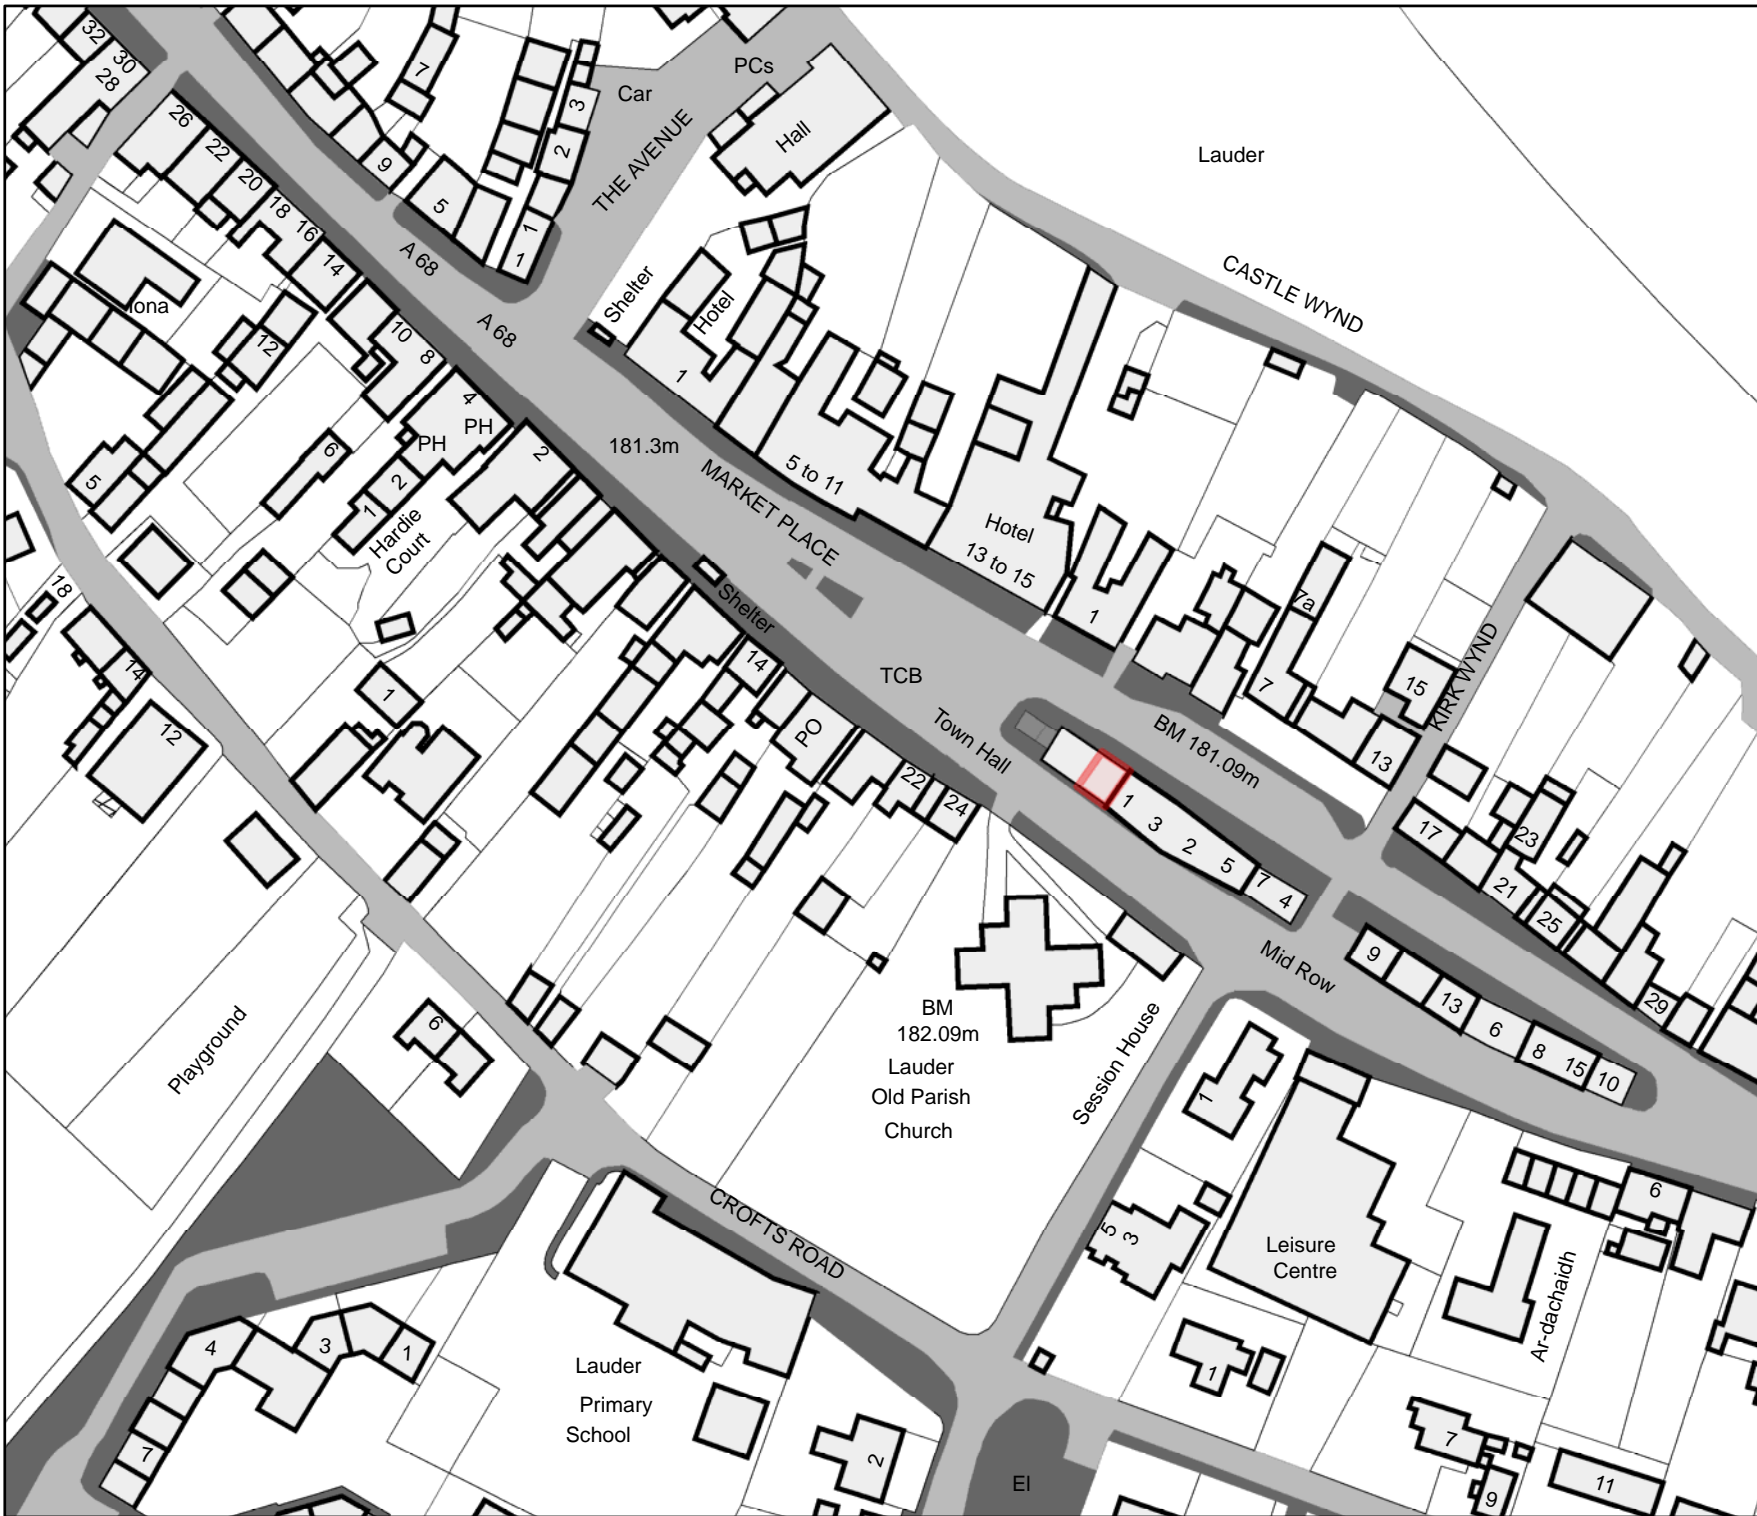 32
30
28
26
22
20
18
16
14
7
9
5
3
2
1
1
Car
PCs
THE AVENUE
Hall
Lauder
CASTLE WYND
A 68
A 68
Shelter
Hotel
1
Iona
12
10
8
4
PH
PH
2
6
2
1
5
Hardie
Court
181.3m
MARKET PLACE
5 to 11
Hotel
13 to 15
1
7a
7
15
13
KIRK WYND
18
14
12
1
Shelter
14
PO
22
24
TCB
Town Hall
BM 181.09m
1
3
2
5
7
4
17
23
21
25
29
Mid Row
9
13
6
8
15
10
BM
182.09m
Lauder
Old Parish
Church
Session House
Playground
6
CROFTS ROAD
1
5
3
Leisure
Centre
6
Ar-dachaidh
4
3
1
7
Lauder
Primary
School
2
El
1
7
9
11